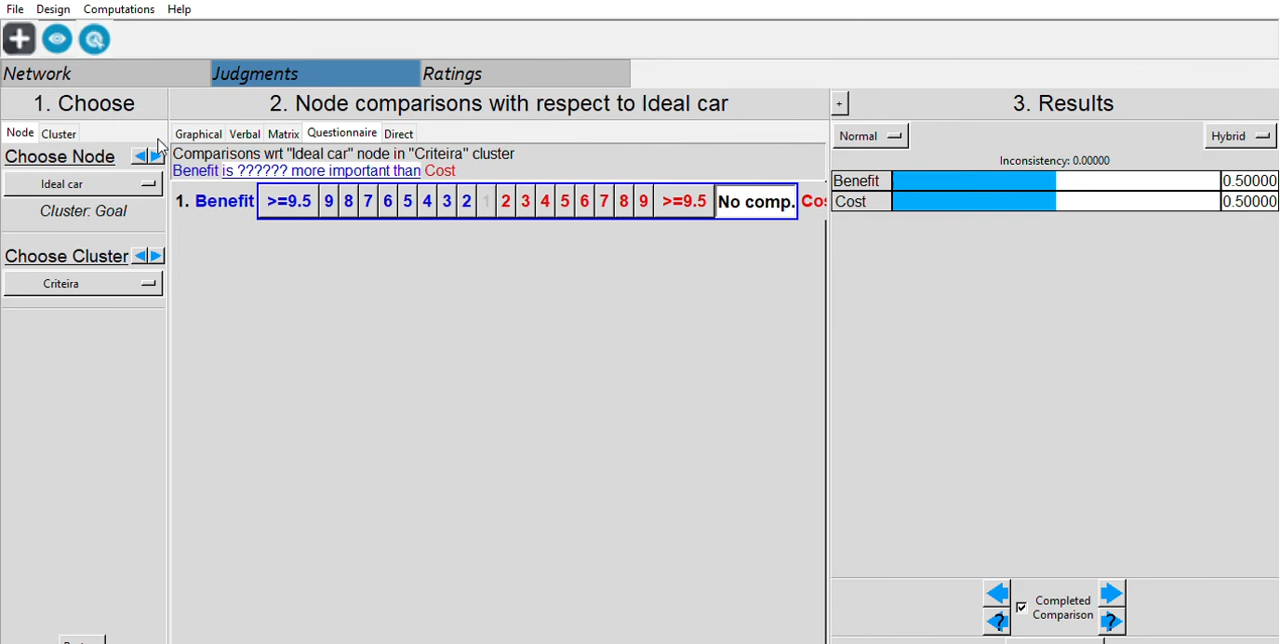 File Design Computations Help
Network Judgments Ratings
1. Choose
2. Node comparisons with respect to Ideal car
+
3. Results
Node Cluster
Graphical Verbal Matrix Questionnaire Direct
Normal
Hybrid
Choose Node
Comparisons wrt "Ideal car" node in "Criteira" cluster
Inconsistency: 0.00000
Benefit is ?????? more important than Cost
Ideal car
Benefit 0.50000
1. Benefit >=9.5 9 8 7 6 5 4 3 2 1 2 3 4 5 6 7 8 9 >=9.5 No comp.
Cost 0.50000
Cluster: Goal
Choose Cluster
Criteira
Completed
Comparison
? ?